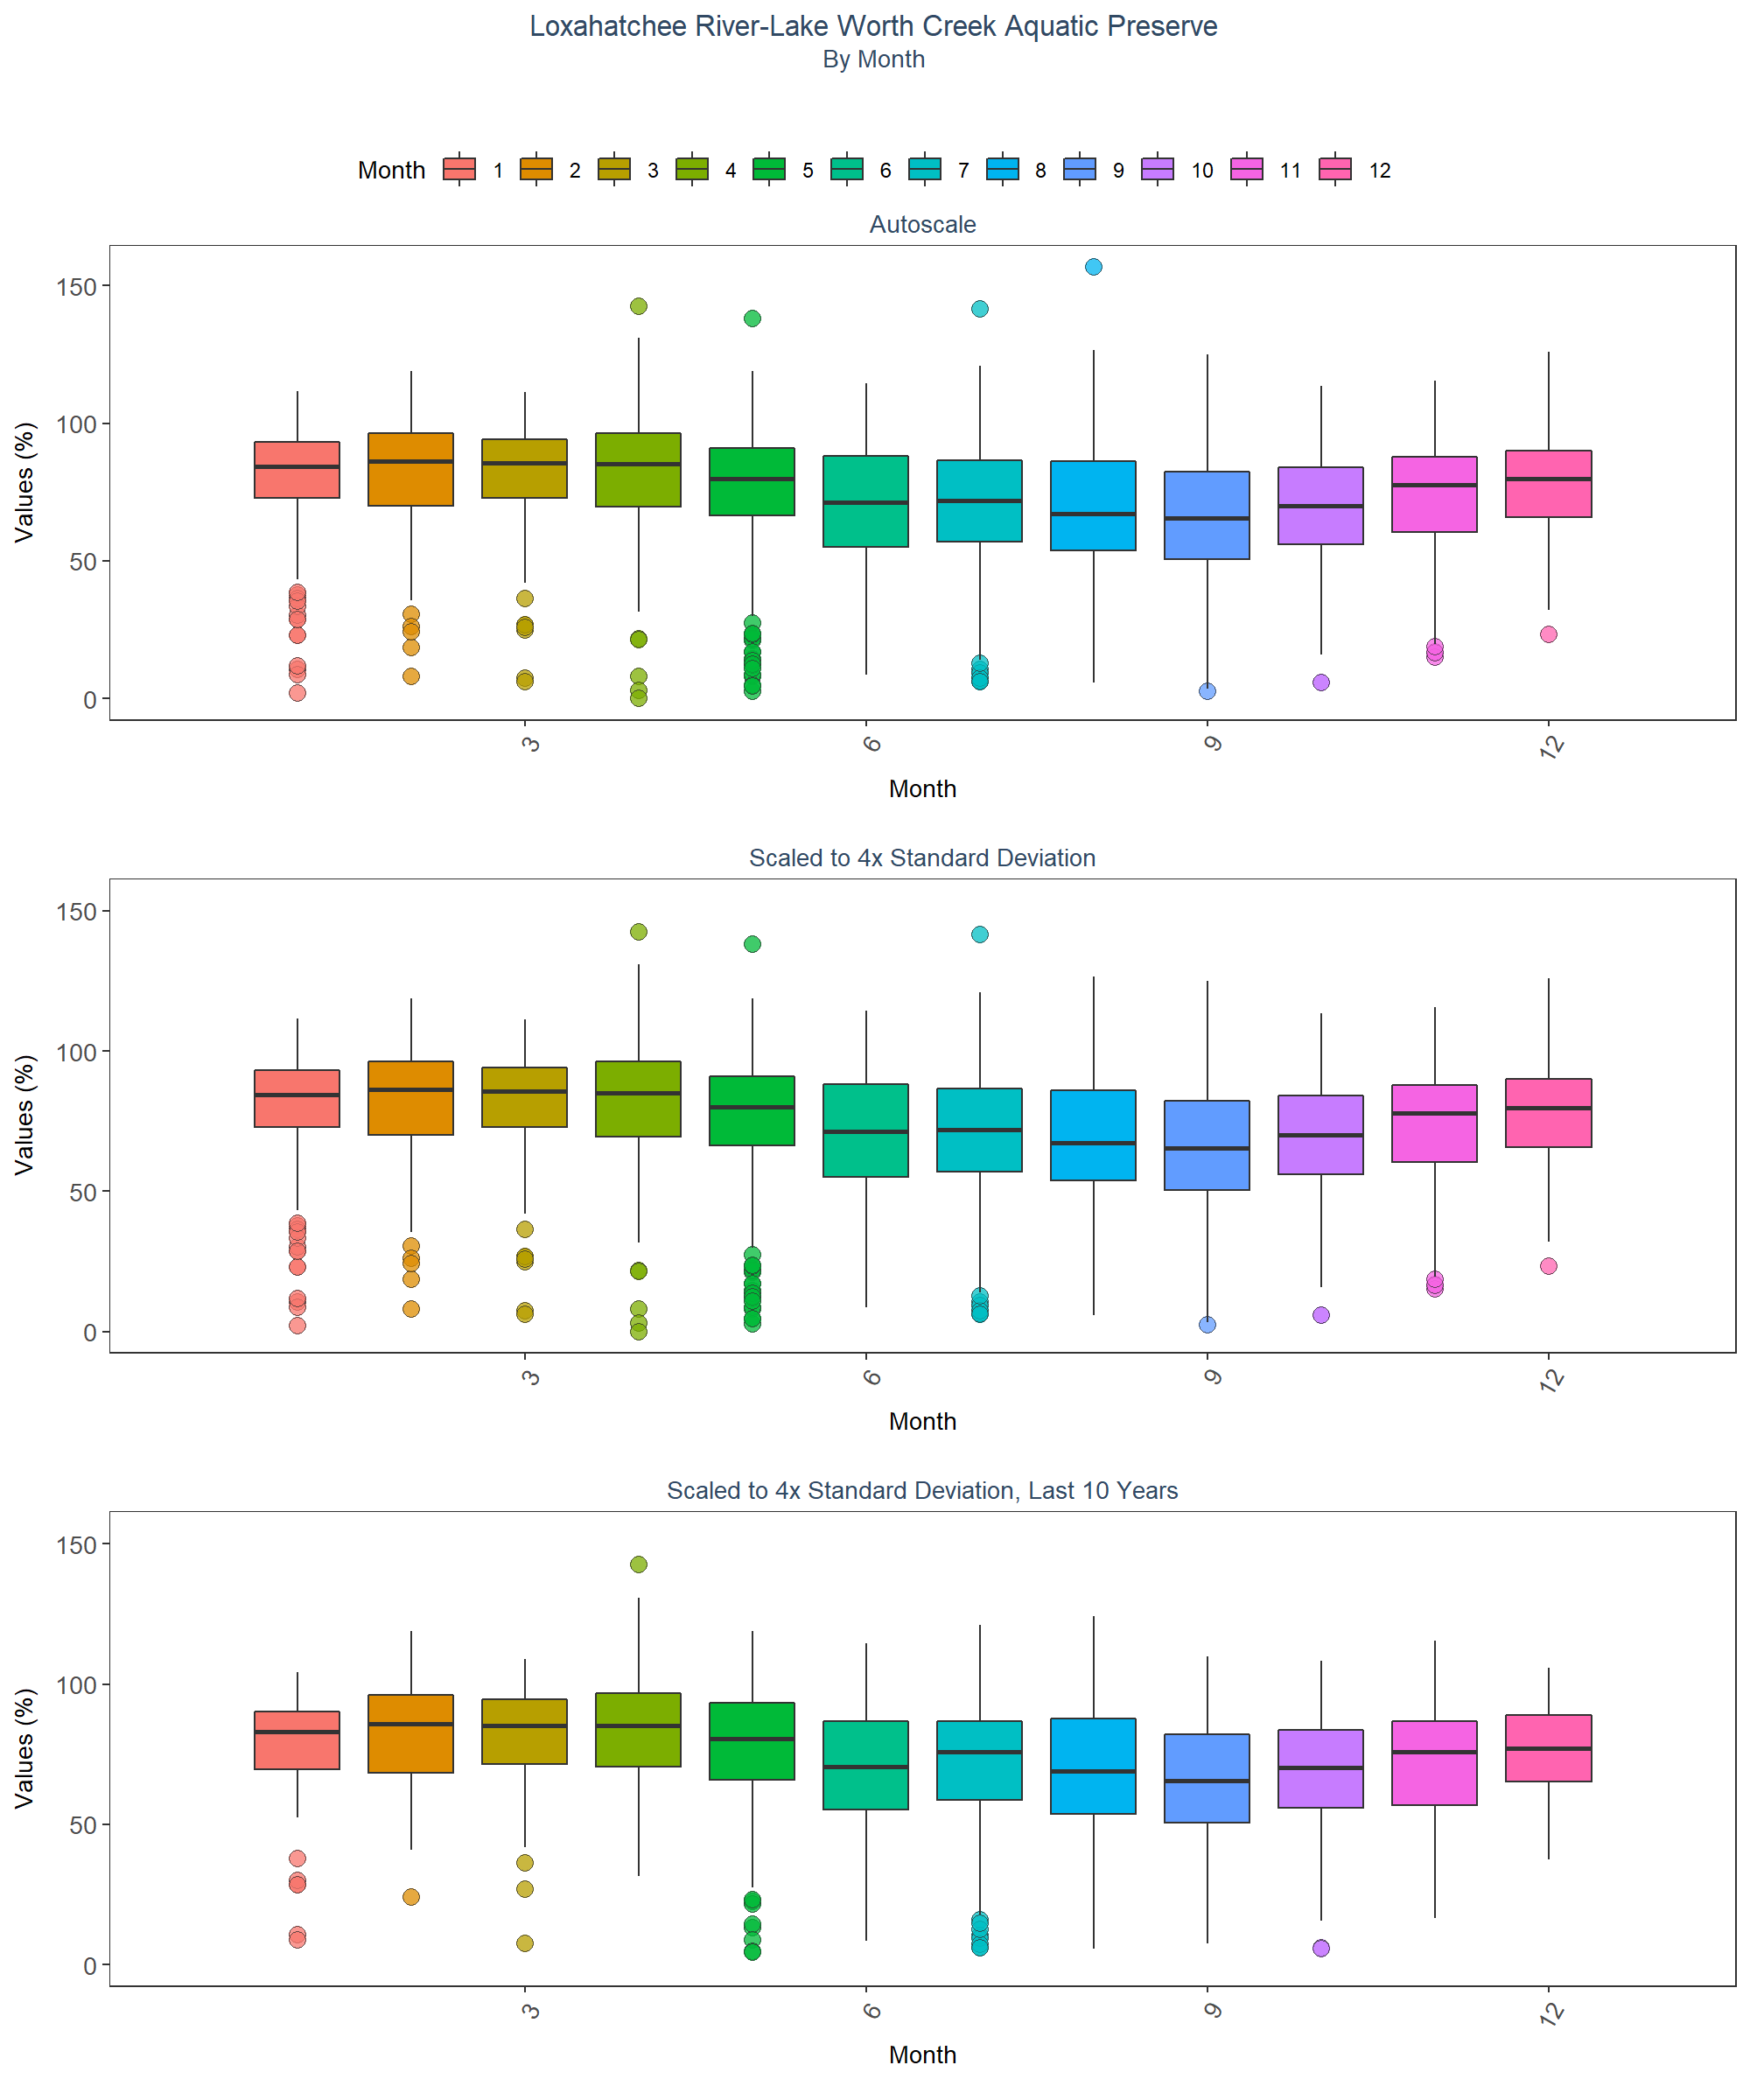 Loxahatchee River-Lake Worth Creek Aquatic Preserve
By Month
Month 1 2 3 4 5 6 7 8 9 10 11 12
Autoscale
Values (%)
150
100
50
0
3 6 9 12
Month
Scaled to 4x Standard Deviation
Values (%)
150
100
50
0
3 6 9 12
Month
Scaled to 4x Standard Deviation, Last 10 Years
Values (%)
150
100
50
0
3 6 9 12
Month